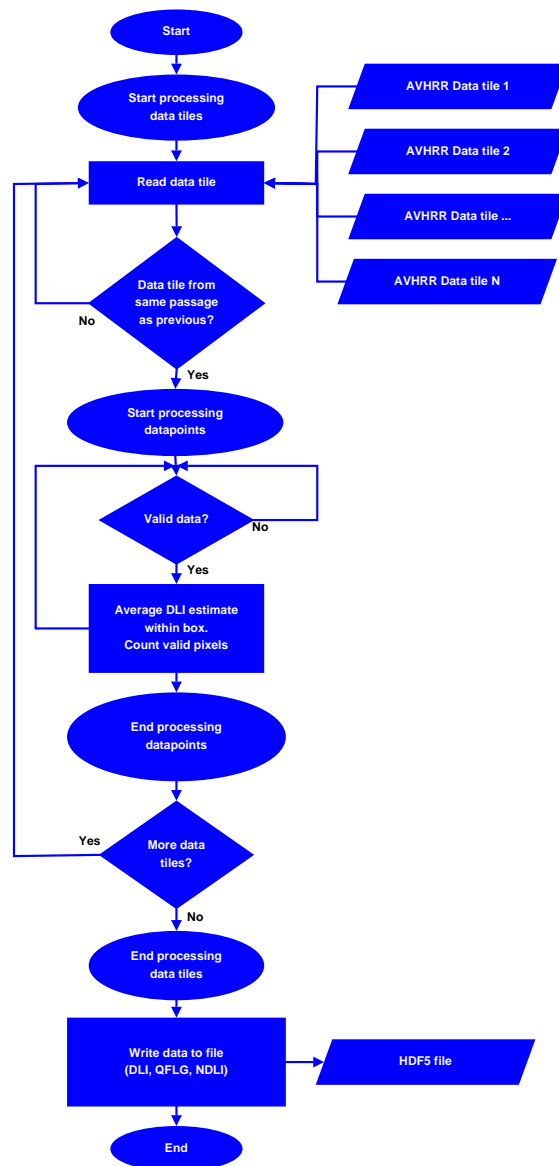 Start
Start processing
data tiles
AVHRR Data tile 1
AVHRR Data tile 2
AVHRR Data tile ...
AVHRR Data tile N
Read data tile
Data tile from
same passage
as previous?
No
Yes
Start processing
datapoints
Valid data?
No
Yes
Average DLI estimate
within box.
Count valid pixels
End processing
datapoints
Yes
More data
tiles?
No
End processing
data tiles
Write data to file
(DLI, QFLG, NDLI)
HDF5 file
End